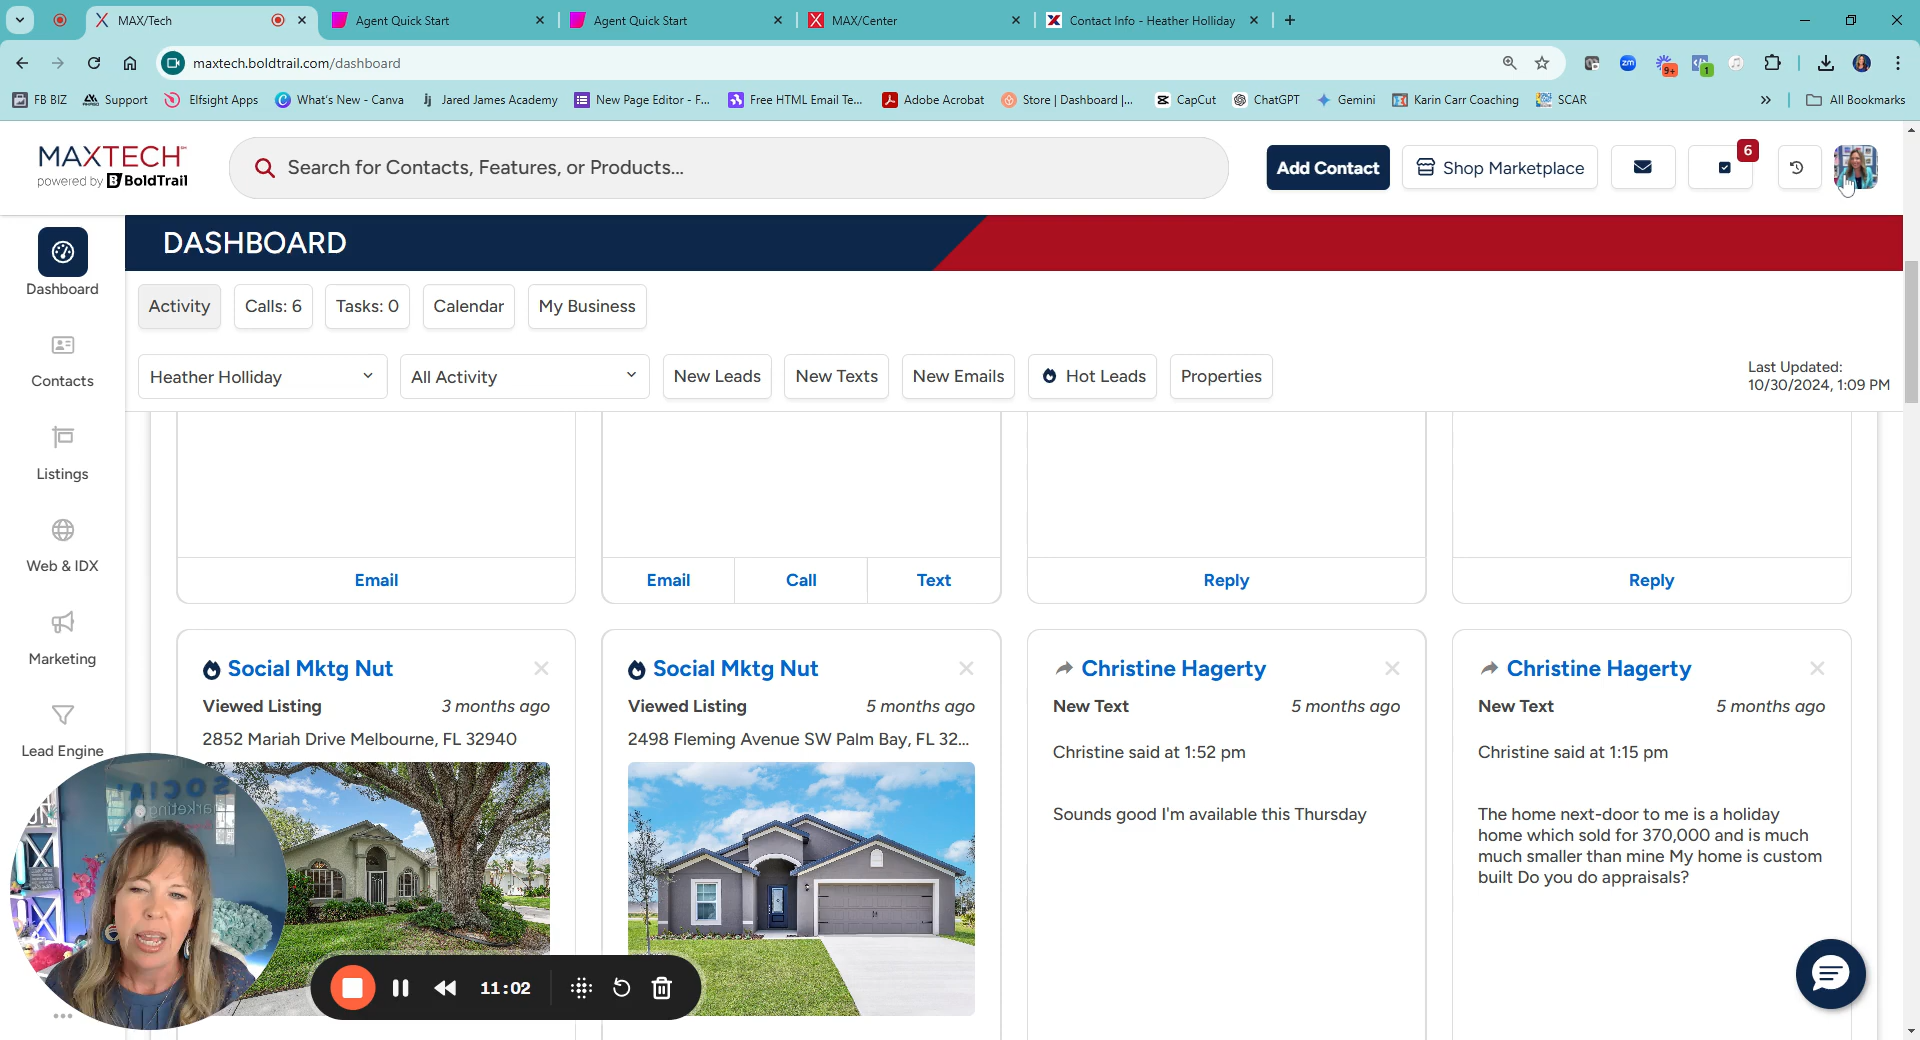 MAX/Tech
Agent Quick Start
Agent Quick Start
MAX/Center
Contact Info - Heather Holliday
maxtech.boldtrail.com/dashboard
zm
9+
1
FB BIZ
Support
Elfsight Apps
What's New - Canva
jj Jared James Academy
New Page Editor - F...
Free HTML Email Te...
Adobe Acrobat
Store | Dashboard |...
CapCut
ChatGPT
Gemini
Karin Carr Coaching
SCAR
»
All Bookmarks
MAXTECH
powered by BoldTrail
Search for Contacts, Features, or Products...
Add Contact
Shop Marketplace
6
DASHBOARD
Dashboard
Contacts
Listings
Web & IDX
Marketing
Lead Engine
Activity
Calls: 6
Tasks: 0
Calendar
My Business
Heather Holliday
All Activity
New Leads
New Texts
New Emails
Hot Leads
Properties
Last Updated:
10/30/2024, 1:09 PM
Email
Email
Call
Text
Reply
Reply
Social Mktg Nut
Viewed Listing
3 months ago
2852 Mariah Drive Melbourne, FL 32940
Social Mktg Nut
Viewed Listing
5 months ago
2498 Fleming Avenue SW Palm Bay, FL 32...
Christine Hagerty
New Text
5 months ago
Christine said at 1:52 pm
Sounds good I'm available this Thursday
Christine Hagerty
New Text
5 months ago
Christine said at 1:15 pm
The home next-door to me is a holiday
home which sold for 370,000 and is much
much smaller than mine My home is custom
built Do you do appraisals?
SOCIAL
marketing
11:02